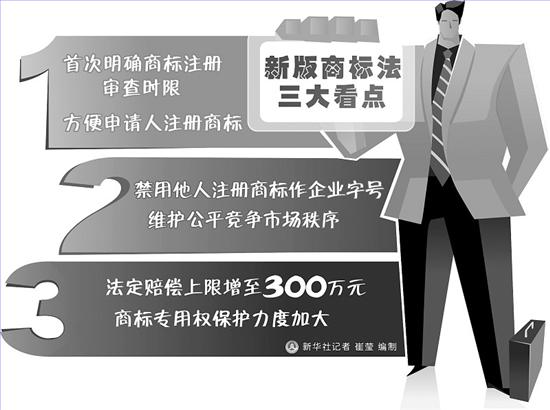 新版商标法
三大看点
1
首次明确商标注册
审查时限
方便申请人注册商标
2
禁用他人注册商标作企业字号
维护公平竞争市场秩序
3
法定赔偿上限增至300万元
商标专用权保护力度加大
新华社记者 崔莹 编制